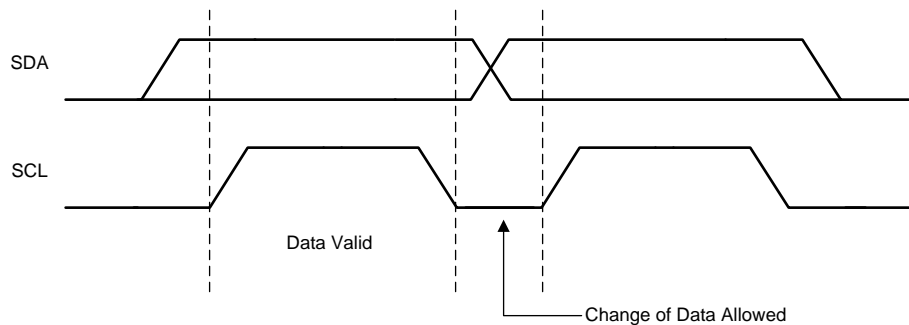 SDA
SCL
Data Valid
Change of Data Allowed